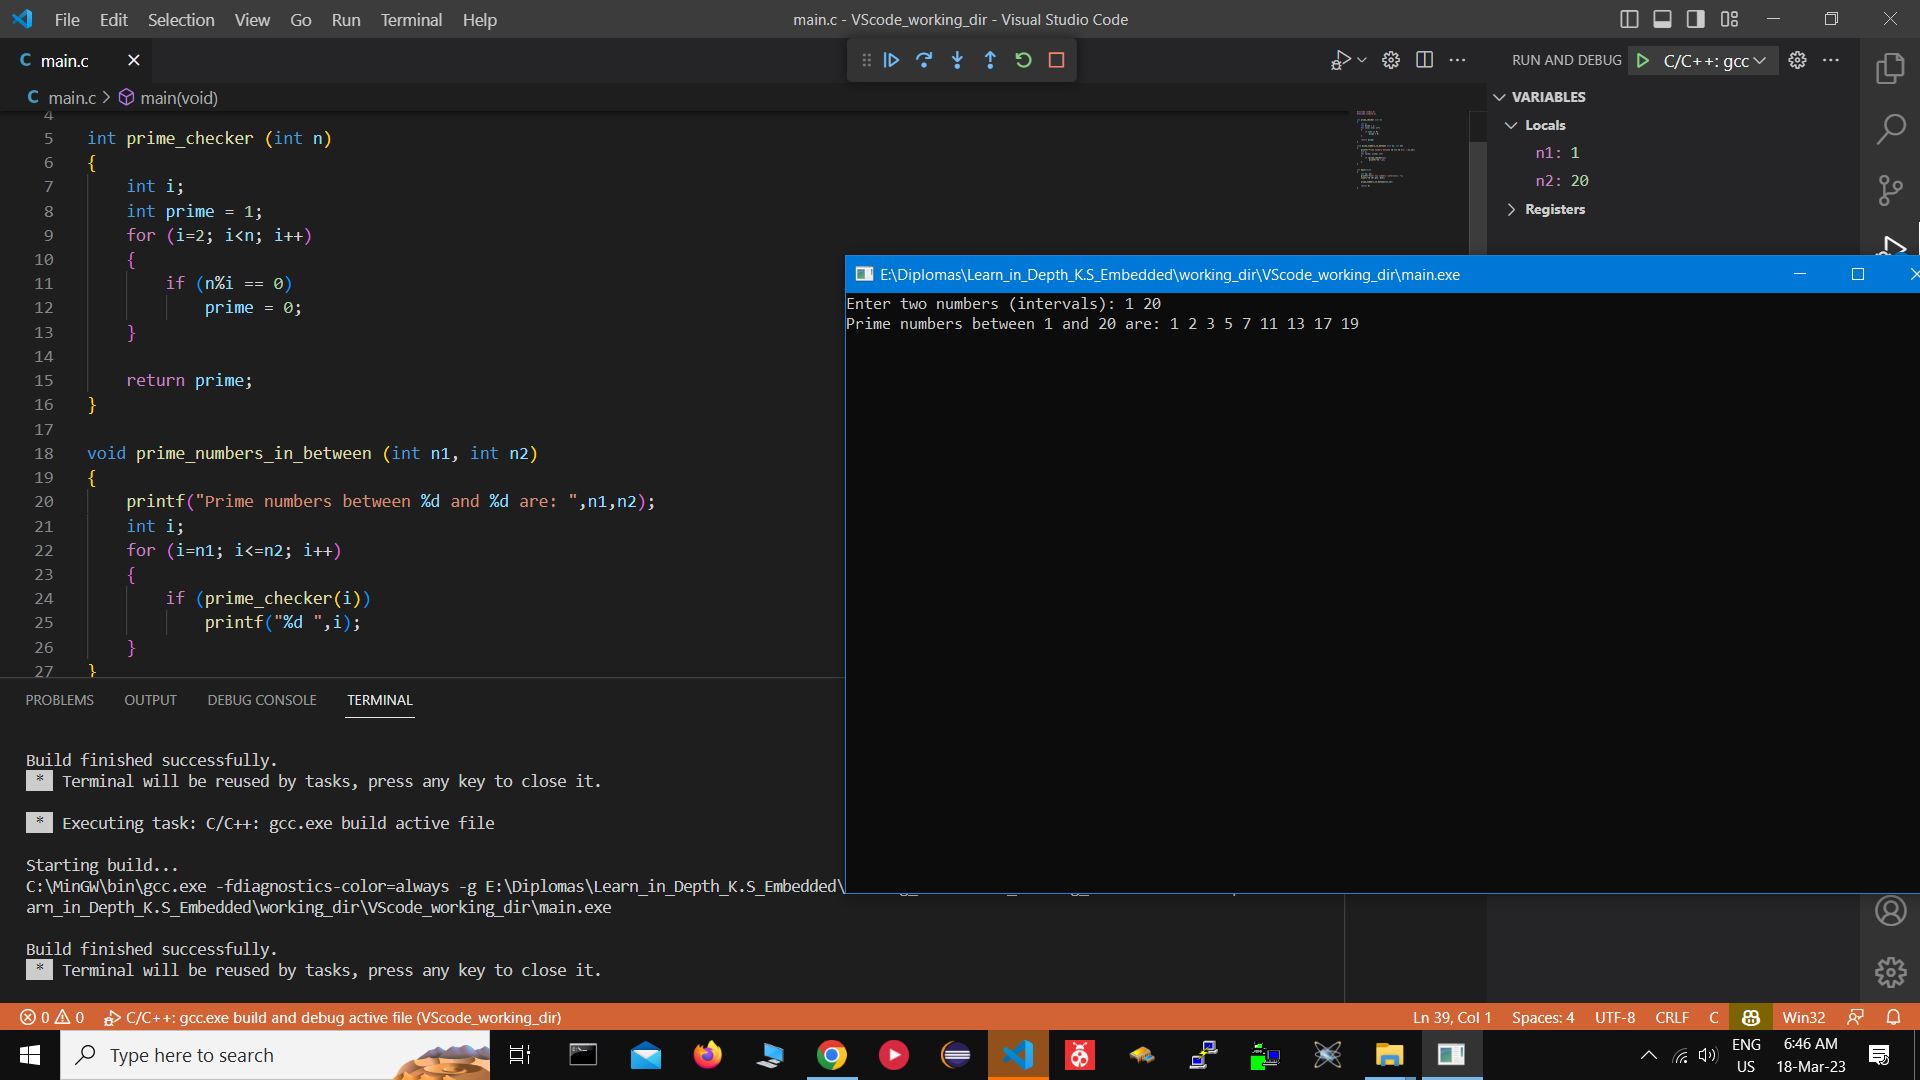 File Edit Selection View Go Run Terminal Help
main.c - VScode_working_dir - Visual Studio Code
C main.c
C main.c > main(void)
4
5 int prime_checker (int n)
6 {
7 int i;
8 int prime = 1;
9 for (i=2; i<n; i++)
10 {
11 if (n%i == 0)
12 prime = 0;
13 }
14
15 return prime;
16 }
17
18 void prime_numbers_in_between (int n1, int n2)
19 {
20 printf("Prime numbers between %d and %d are: ",n1,n2);
21 int i;
22 for (i=n1; i<=n2; i++)
23 {
24 if (prime_checker(i))
25 printf("%d ",i);
26 }
27 }
RUN AND DEBUG C/C++: gcc
VARIABLES
Locals
n1: 1
n2: 20
Registers
E:\Diplomas\Learn_in_Depth_K.S_Embedded\working_dir\VScode_working_dir\main.exe
Enter two numbers (intervals): 1 20
Prime numbers between 1 and 20 are: 1 2 3 5 7 11 13 17 19
PROBLEMS OUTPUT DEBUG CONSOLE TERMINAL
Build finished successfully.
* Terminal will be reused by tasks, press any key to close it.
* Executing task: C/C++: gcc.exe build active file
Starting build...
C:\MinGW\bin\gcc.exe -fdiagnostics-color=always -g E:\Diplomas\Learn_in_Depth_K.S_Embedded\
arn_in_Depth_K.S_Embedded\working_dir\VScode_working_dir\main.exe
Build finished successfully.
* Terminal will be reused by tasks, press any key to close it.
0 0 C/C++: gcc.exe build and debug active file (VScode_working_dir)
Ln 39, Col 1 Spaces: 4 UTF-8 CRLF C Win32
Type here to search
ENG
US
6:46 AM
18-Mar-23